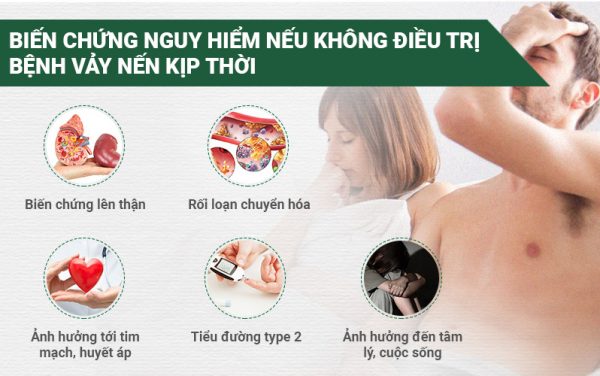 BIẾN CHỨNG NGUY HIỂM NẾU KHÔNG ĐIỀU TRỊ
BỆNH VẢY NẾN KỊP THỜI
Biến chứng lên thận
Rối loạn chuyển hóa
Ảnh hưởng tới tim
mạch, huyết áp
Tiểu đường type 2
Ảnh hưởng đến tâm
lý, cuộc sống